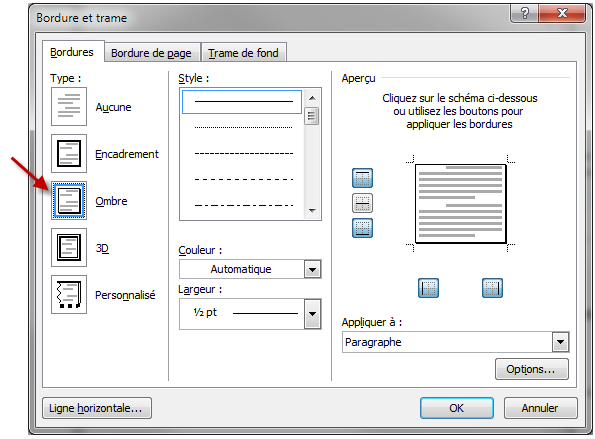 Bordure et trame
Bordures
Bordure de page
Trame de fond
Type :
Aucune
Encadrement
Ombre
3D
Personnalisé
Style :
Couleur :
Automatique
Largeur :
½ pt
Aperçu
Cliquez sur le schéma ci-dessous
ou utilisez les boutons pour
appliquer les bordures
Appliquer à :
Paragraphe
Options...
Ligne horizontale...
OK
Annuler